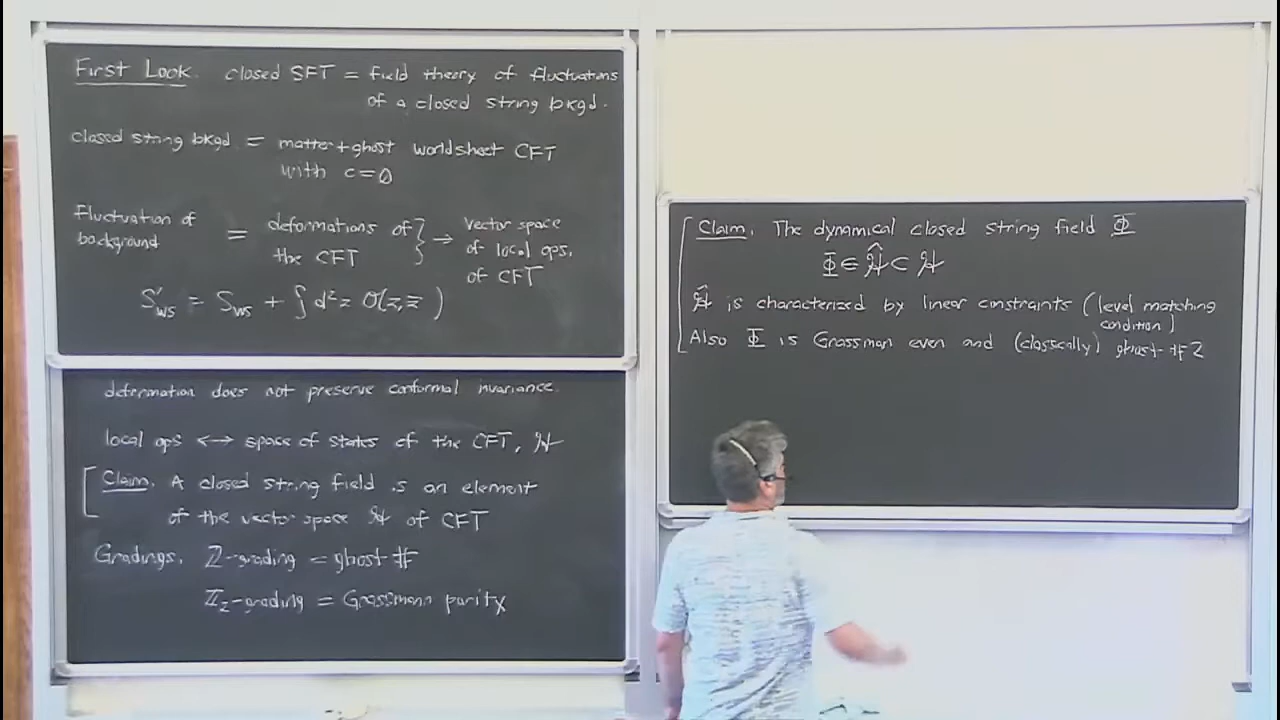 First Look. closed SFT = field theory of fluctuations
of a closed string bkgd.
closed string bkgd = matter+ghost worldsheet CFT
with c=0
Fluctuation of background = deformations of the CFT } → vector space of local ops. of CFT
S'_ws = S_ws + ∫d²z O(z,z̄)
deformation does not preserve conformal invariance.
local ops ↔ space of states of the CFT, ℋ
[Claim. A closed string field is an element
of the vector space ℋ of CFT
Gradings. ℤ-grading = ghost #
ℤ₂-grading = Grassmann parity
[Claim. The dynamical closed string field Φ
Φ ∈ ℋ̂ ⊂ ℋ
ℋ̂ is characterized by linear constraints (level matching
condition)
Also Φ is Grassman even and (classically) ghost # 2